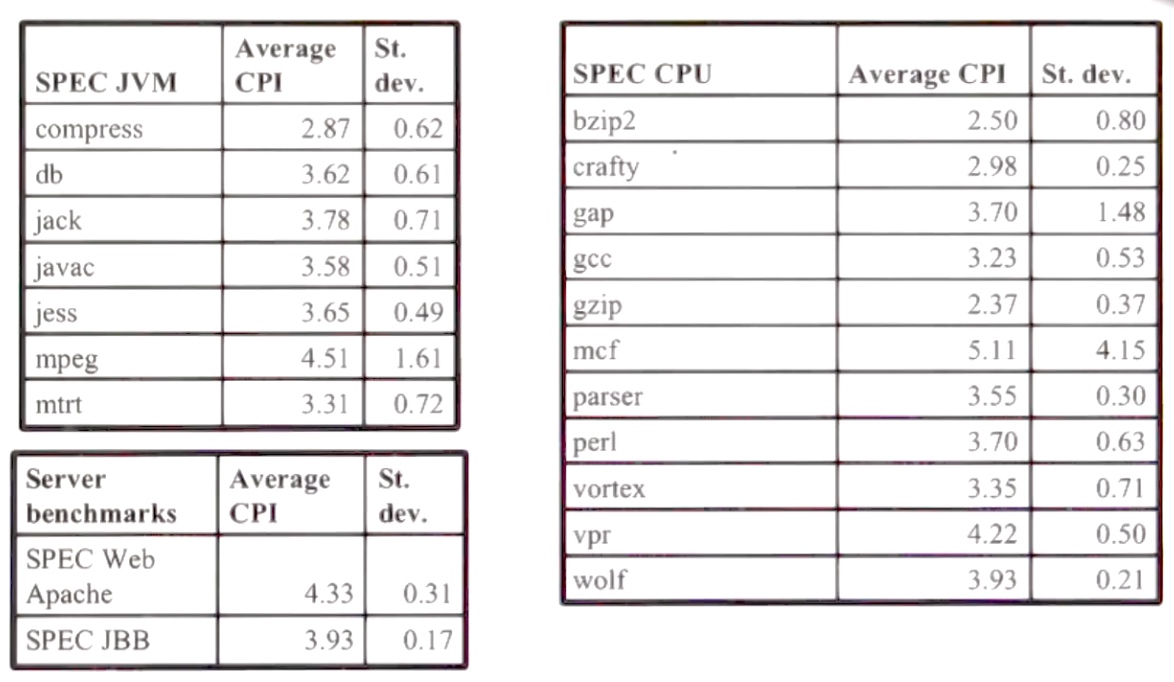 SPEC JVM Average CPI St. dev.
compress 2.87 0.62
db 3.62 0.61
jack 3.78 0.71
javac 3.58 0.51
jess 3.65 0.49
mpeg 4.51 1.61
mtrt 3.31 0.72
Server benchmarks Average CPI St. dev.
SPEC Web Apache 4.33 0.31
SPEC JBB 3.93 0.17
SPEC CPU Average CPI St. dev.
bzip2 2.50 0.80
crafty 2.98 0.25
gap 3.70 1.48
gcc 3.23 0.53
gzip 2.37 0.37
mcf 5.11 4.15
parser 3.55 0.30
perl 3.70 0.63
vortex 3.35 0.71
vpr 4.22 0.50
wolf 3.93 0.21